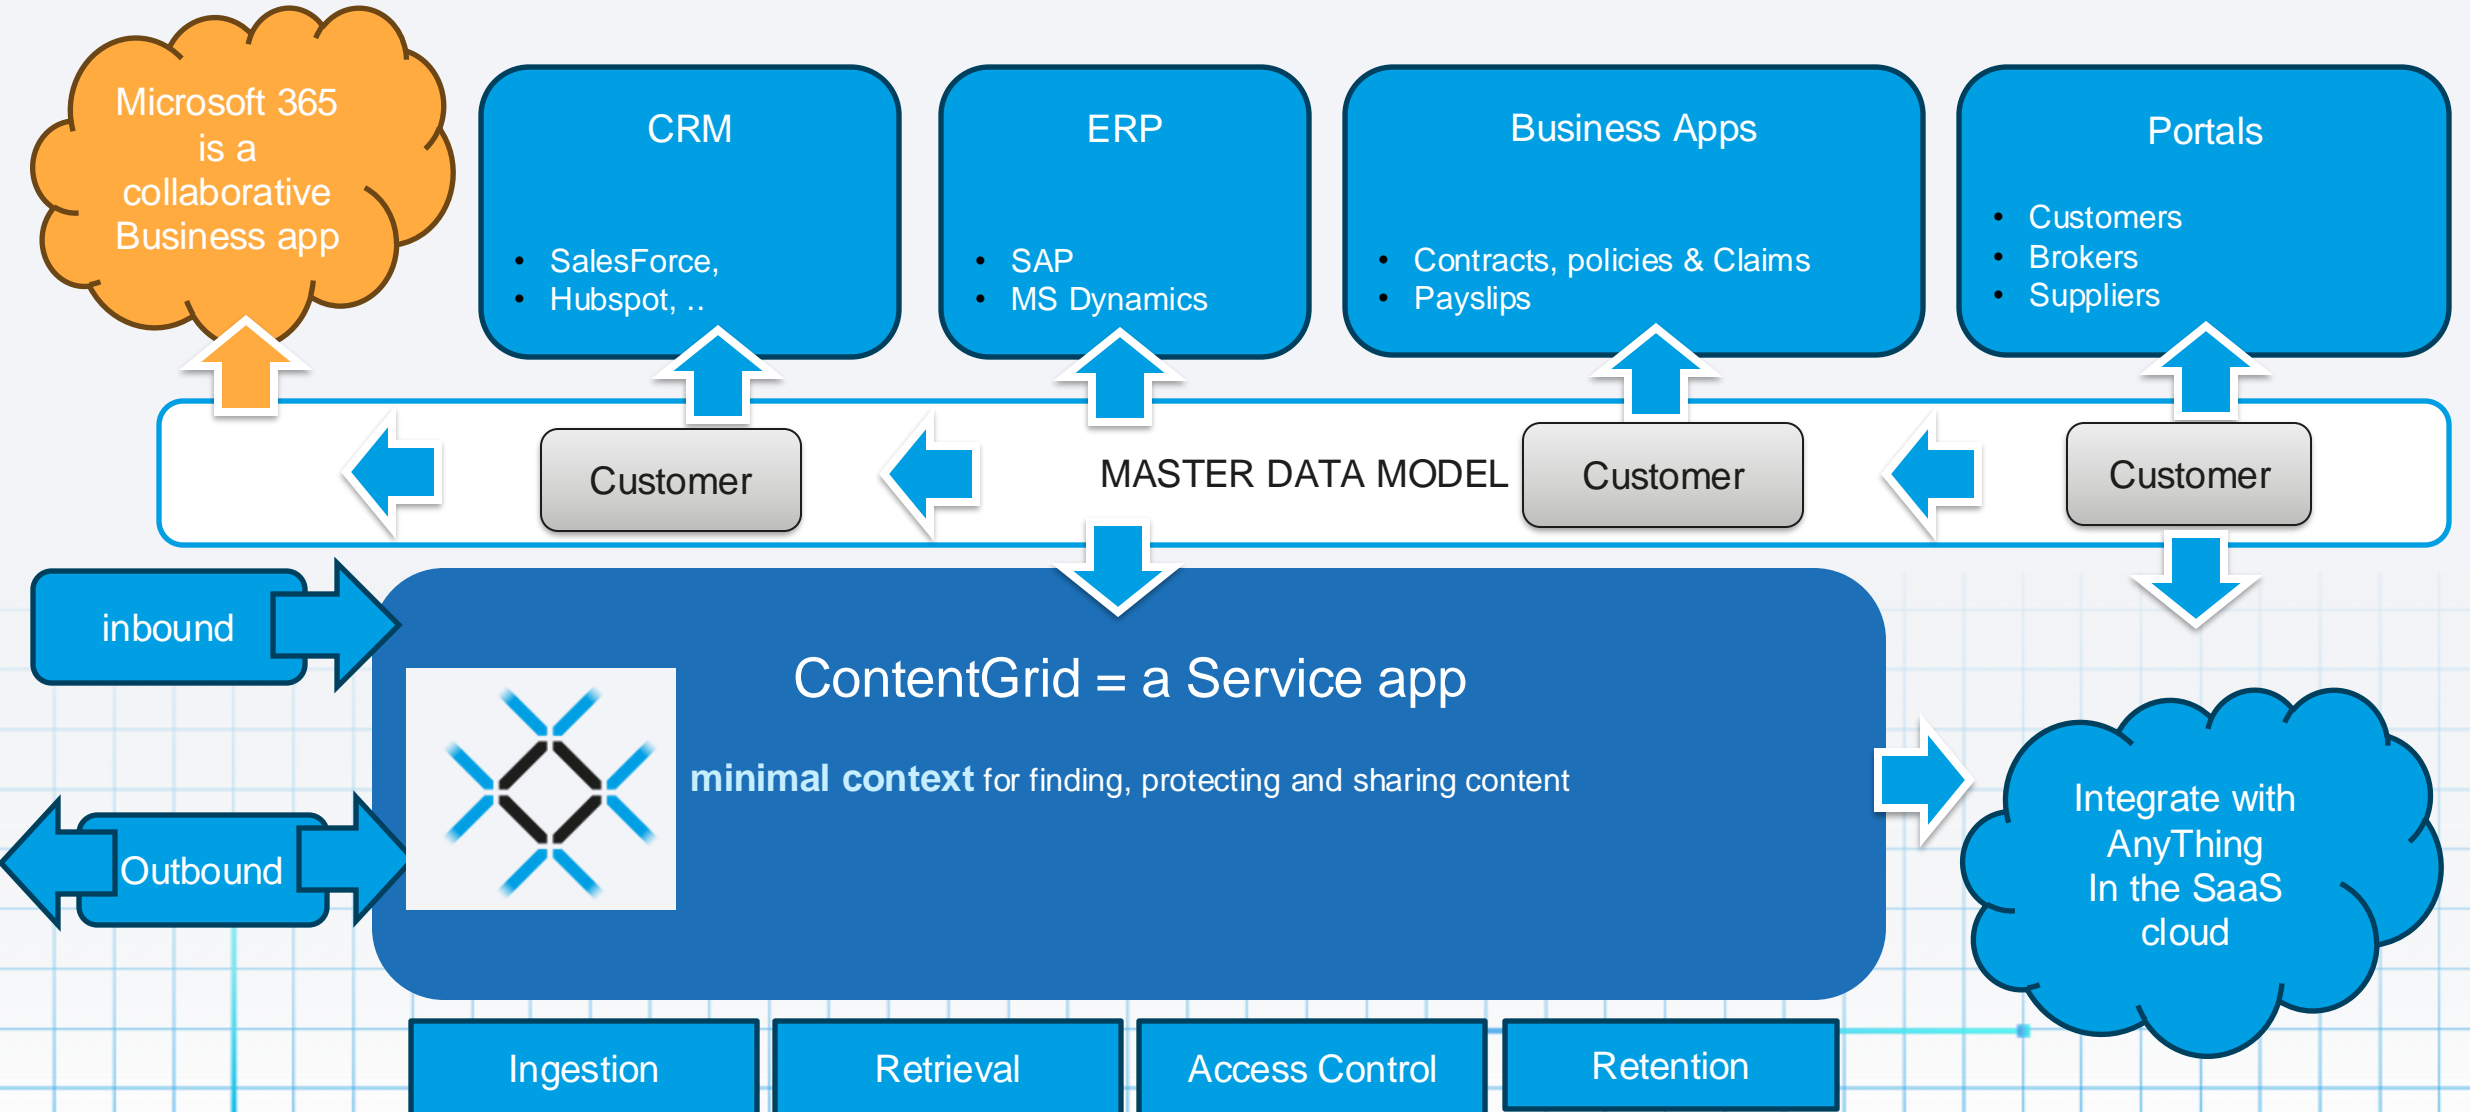 Microsoft 365
is a
collaborative
Business app
CRM
• SalesForce,
• Hubspot, ..
ERP
• SAP
• MS Dynamics
Business Apps
• Contracts, policies & Claims
• Payslips
Portals
• Customers
• Brokers
• Suppliers
Customer
MASTER DATA MODEL
Customer
Customer
inbound
Outbound
ContentGrid = a Service app
minimal context for finding, protecting and sharing content
Integrate with
AnyThing
In the SaaS
cloud
Ingestion
Retrieval
Access Control
Retention